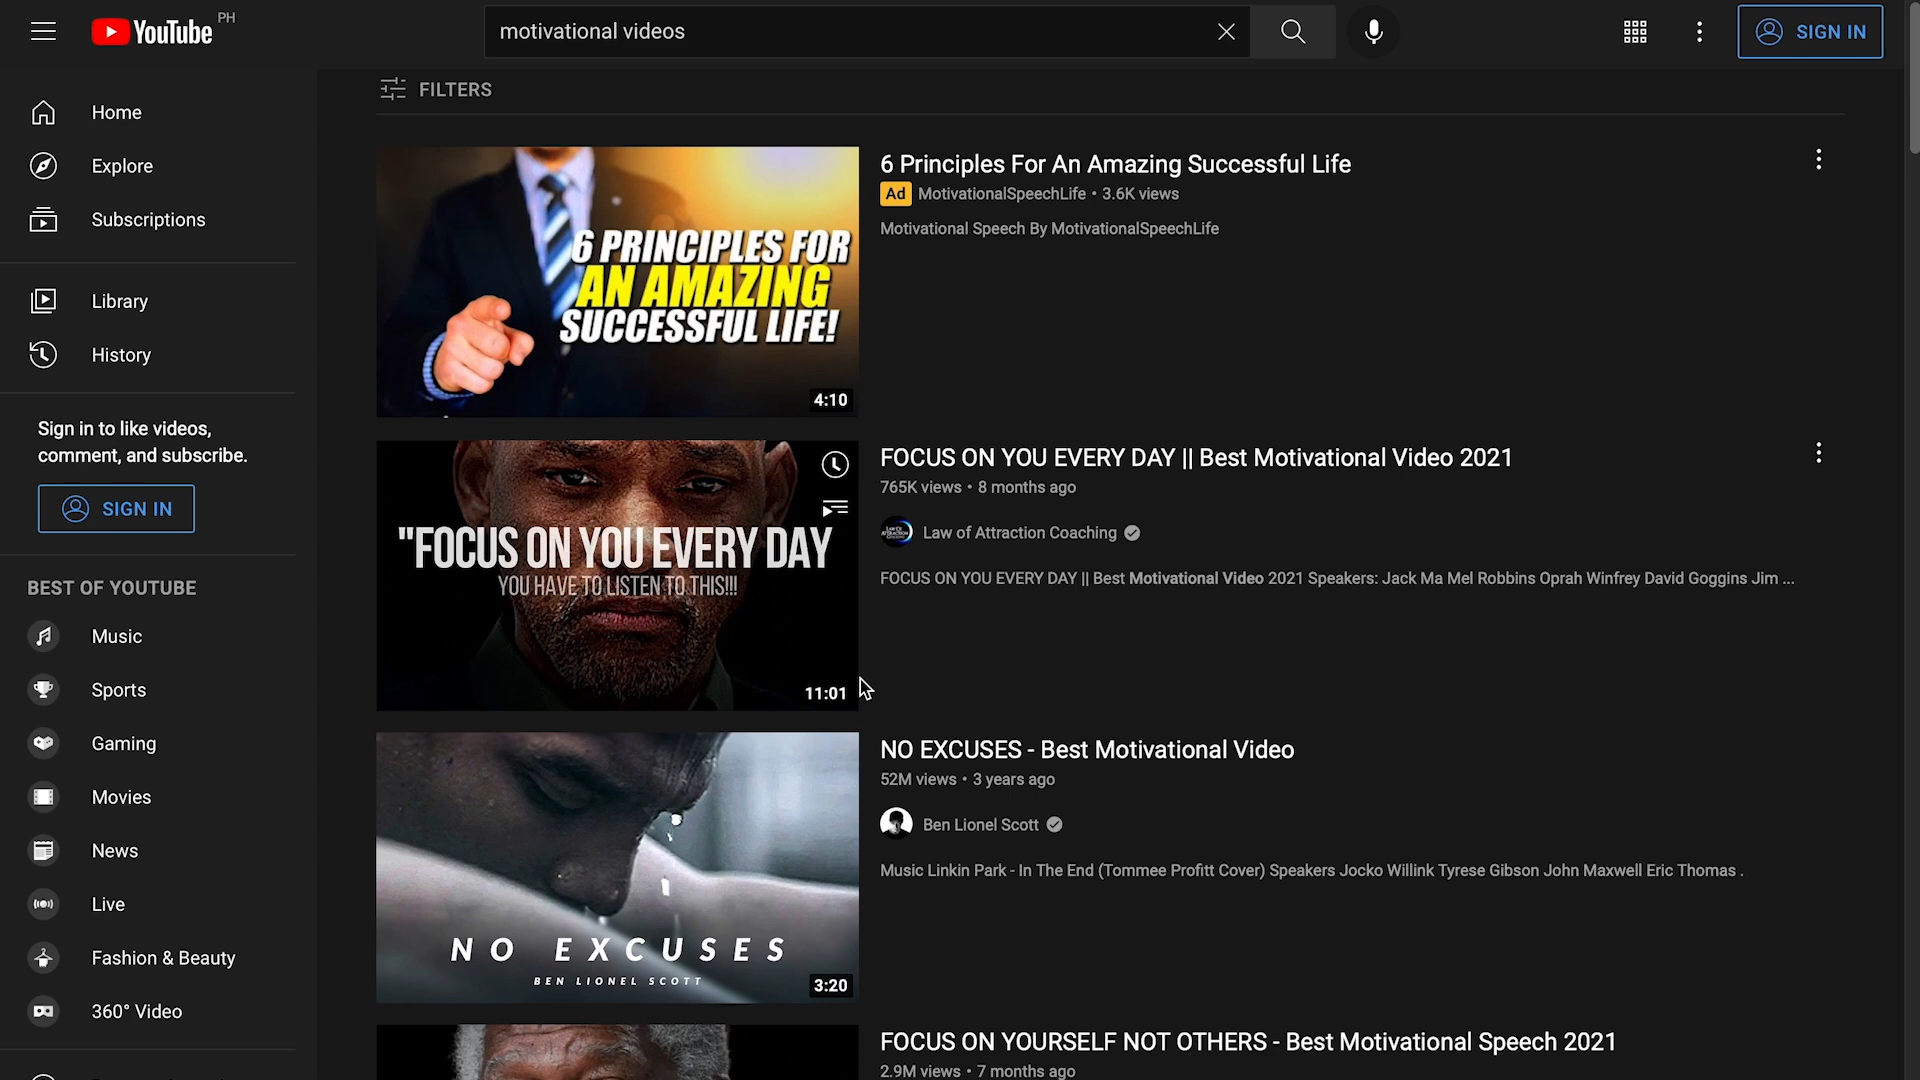 YouTube PH
motivational videos
SIGN IN
Home
Explore
Subscriptions
Library
History
Sign in to like videos,
comment, and subscribe.
SIGN IN
BEST OF YOUTUBE
Music
Sports
Gaming
Movies
News
Live
Fashion & Beauty
360° Video
FILTERS
6 PRINCIPLES FOR
AN AMAZING
SUCCESSFUL LIFE!
4:10
6 Principles For An Amazing Successful Life
Ad MotivationalSpeechLife • 3.6K views
Motivational Speech By MotivationalSpeechLife
"FOCUS ON YOU EVERY DAY
YOU HAVE TO LISTEN TO THIS!!!
11:01
FOCUS ON YOU EVERY DAY || Best Motivational Video 2021
765K views • 8 months ago
Law of Attraction Coaching
FOCUS ON YOU EVERY DAY || Best Motivational Video 2021 Speakers: Jack Ma Mel Robbins Oprah Winfrey David Goggins Jim ...
NO EXCUSES
BEN LIONEL SCOTT
3:20
NO EXCUSES - Best Motivational Video
52M views • 3 years ago
Ben Lionel Scott
Music Linkin Park - In The End (Tommee Profitt Cover) Speakers Jocko Willink Tyrese Gibson John Maxwell Eric Thomas .
FOCUS ON YOURSELF NOT OTHERS - Best Motivational Speech 2021
2.9M views • 7 months ago